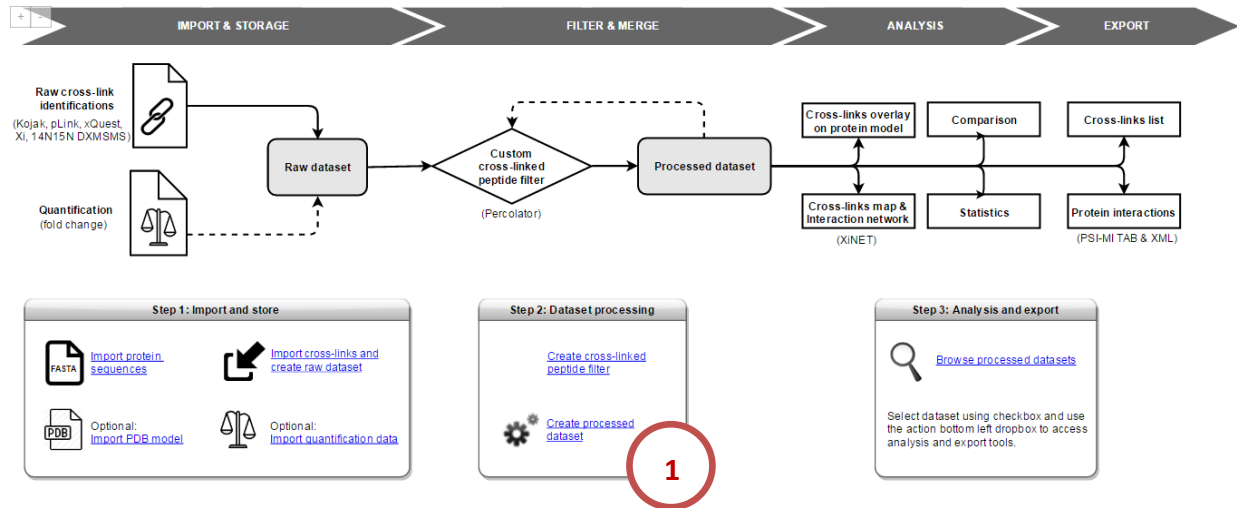 + -
IMPORT & STORAGE
FILTER & MERGE
ANALYSIS
EXPORT
Raw cross-link
identifications
(Kojak, pLink, xQuest,
Xi, 14N15N DXMSMS)
Quantification
(fold change)
Raw dataset
Custom
cross-linked
peptide filter
(Percolator)
Processed dataset
Cross-links overlay
on protein model
Cross-links map &
Interaction network
(XiNET)
Comparison
Statistics
Cross-links list
Protein interactions
(PSI-MI TAB & XML)
Step 1: Import and store
FASTA
Import protein
sequences
Import cross-links and
create raw dataset
PDB
Optional:
Import PDB model
Optional:
Import quantification data
Step 2: Dataset processing
Create cross-linked
peptide filter
Create processed
dataset
1
Step 3: Analysis and export
Browse processed datasets
Select dataset using checkbox and use
the action bottom left dropbox to access
analysis and export tools.